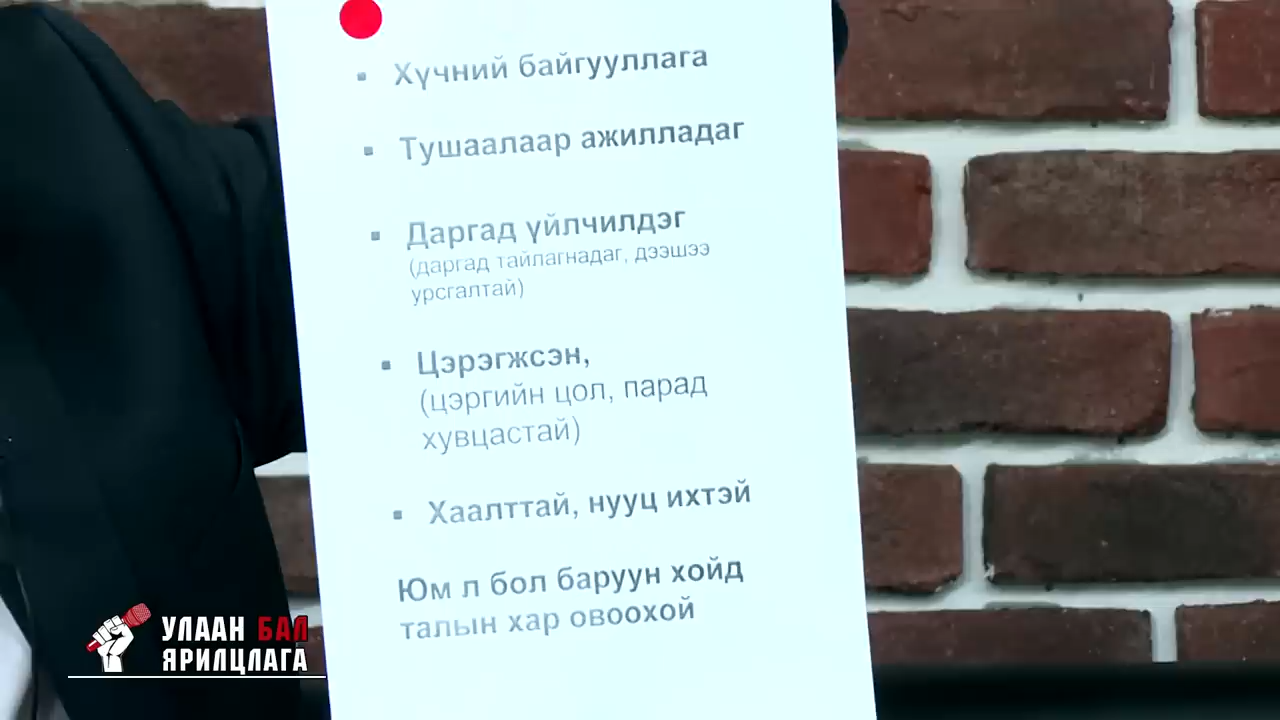 Хүчний байгууллага
Тушаалаар ажилладаг
Даргад үйлчилдэг
(даргад тайлагнадаг, дээшээ
урсгалтай)
Цэрэгжсэн,
(цэргийн цол, парад
хувцастай)
Хаалттай, нууц ихтэй
Юм л бол баруун хойд
талын хар овоохой
УЛААН БАЛ
ЯРИЛЦЛАГА